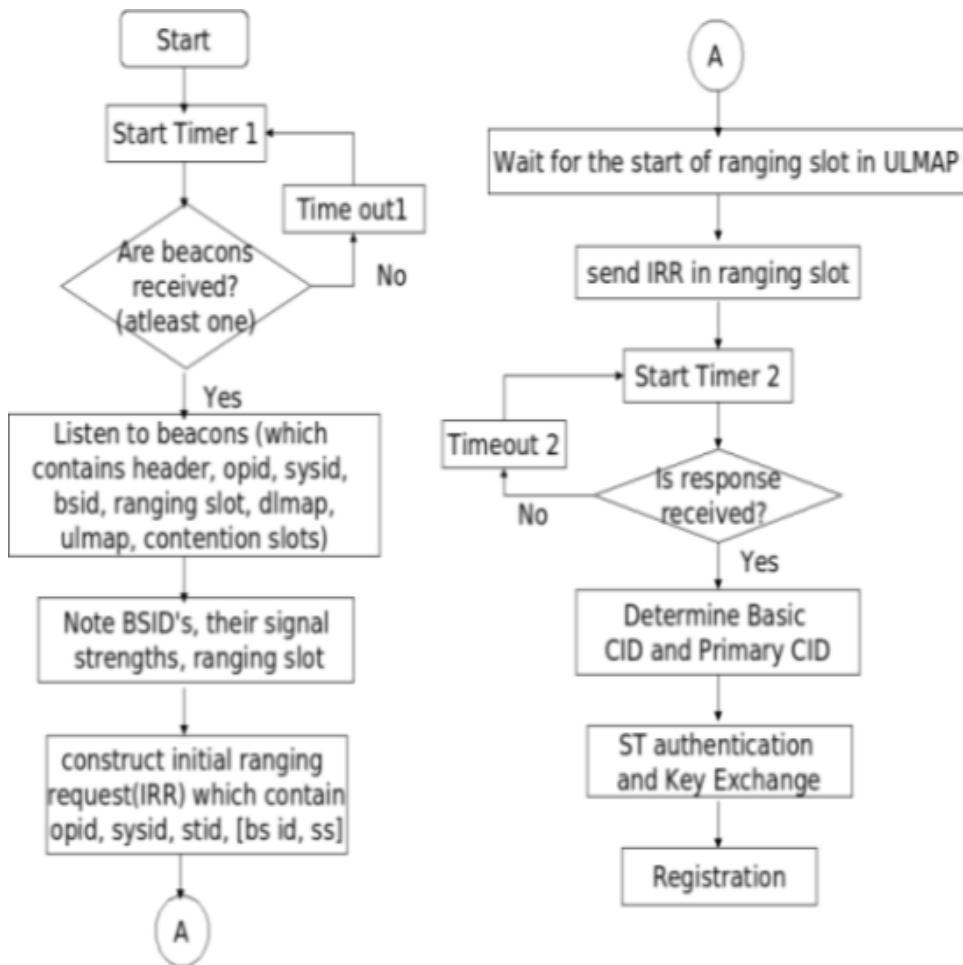 Start
Start Timer 1
Time out1
Are beacons
received?
(atleast one)
No
Yes
Listen to beacons (which
contains header, opid, sysid,
bsid, ranging slot, dlmap,
ulmap, contention slots)
Note BSID's, their signal
strengths, ranging slot
construct initial ranging
request(IRR) which contain
opid, sysid, stid, [bs id, ss]
A
A
Wait for the start of ranging slot in ULMAP
send IRR in ranging slot
Start Timer 2
Timeout 2
Is response
received?
No
Yes
Determine Basic
CID and Primary CID
ST authentication
and Key Exchange
Registration